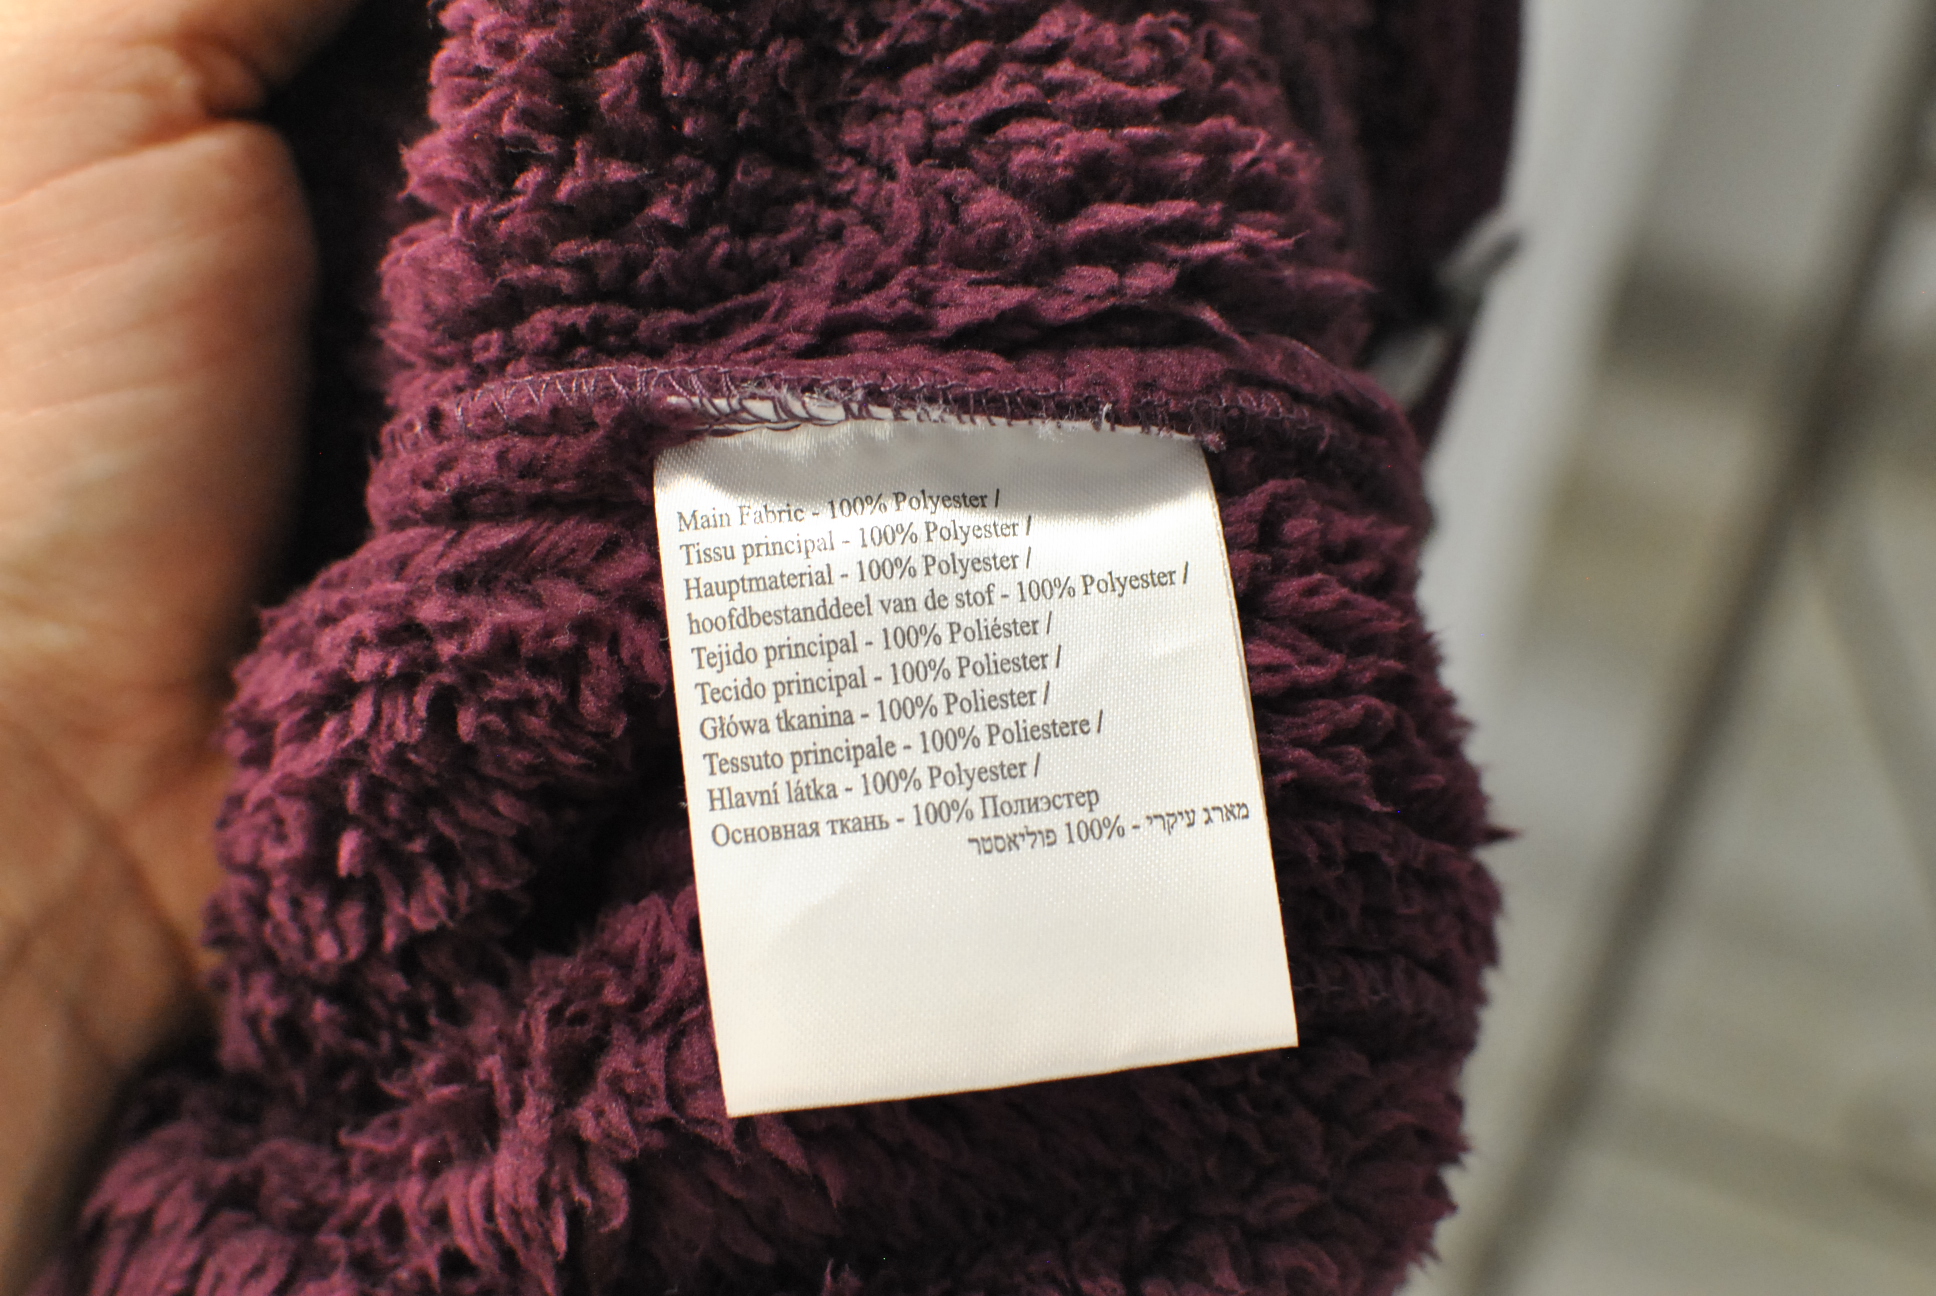 Main Fabric - 100% Polyester /
Tissu principal - 100% Polyester /
Hauptmaterial - 100% Polyester /
hoofdbestanddeel van de stof - 100% Polyester /
Tejido principal - 100% Poliéster /
Tecido principal - 100% Poliester /
Główa tkanina - 100% Poliester /
Tessuto principale - 100% Poliestere /
Hlavní látka - 100% Polyester /
Основная ткань - 100% Полиэстер
מארג עיקרי - 100% פוליאסטר